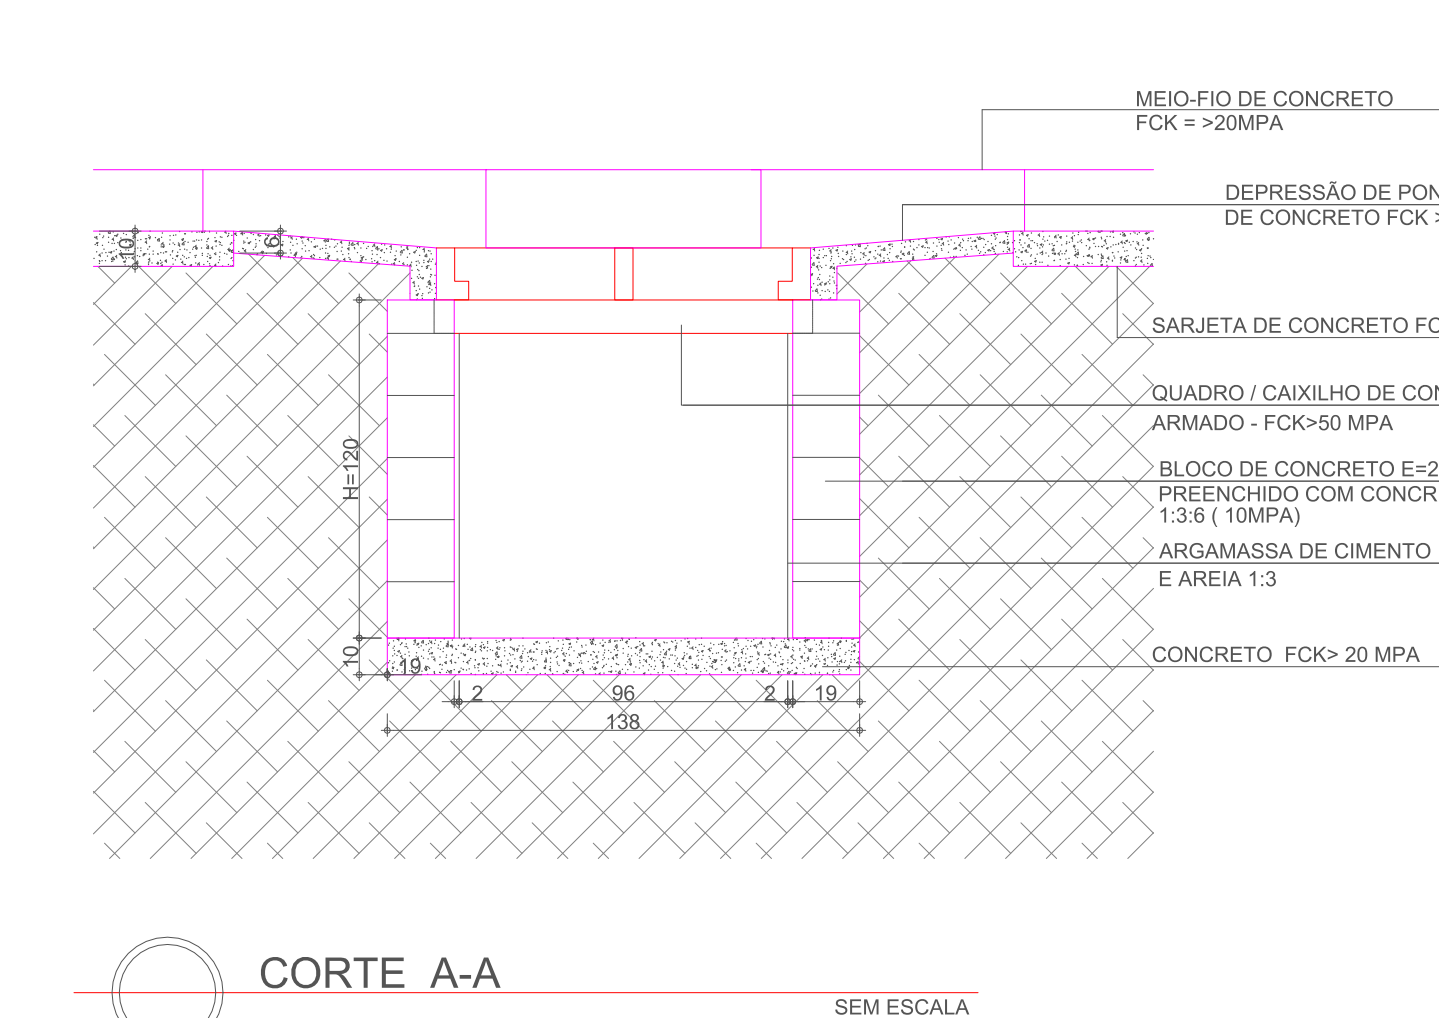 MEIO-FIO DE CONCRETO
FCK = >20MPA
DEPRESSÃO DE PON
DE CONCRETO FCK >
10
6
SARJETA DE CONCRETO FC
QUADRO / CAIXILHO DE CON
ARMADO - FCK>50 MPA
H=120
BLOCO DE CONCRETO E=2
PREENCHIDO COM CONCR
1:3:6 ( 10MPA)
ARGAMASSA DE CIMENTO
E AREIA 1:3
10
19
CONCRETO  FCK> 20 MPA
2
96
2
19
138
CORTE  A-A
SEM ESCALA